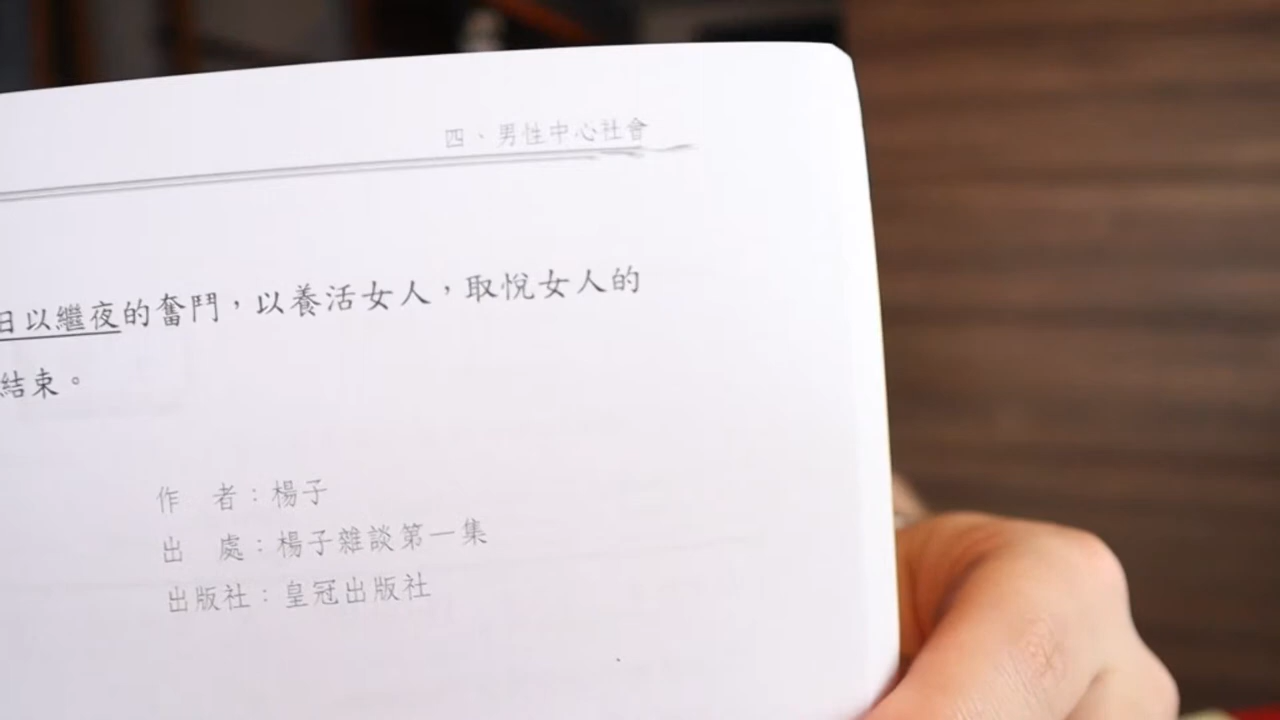 四、男性中心社會
日以繼夜的奮鬥，以養活女人，取悅女人的
結束。
作　者：楊子
出　處：楊子雜談第一集
出版社：皇冠出版社